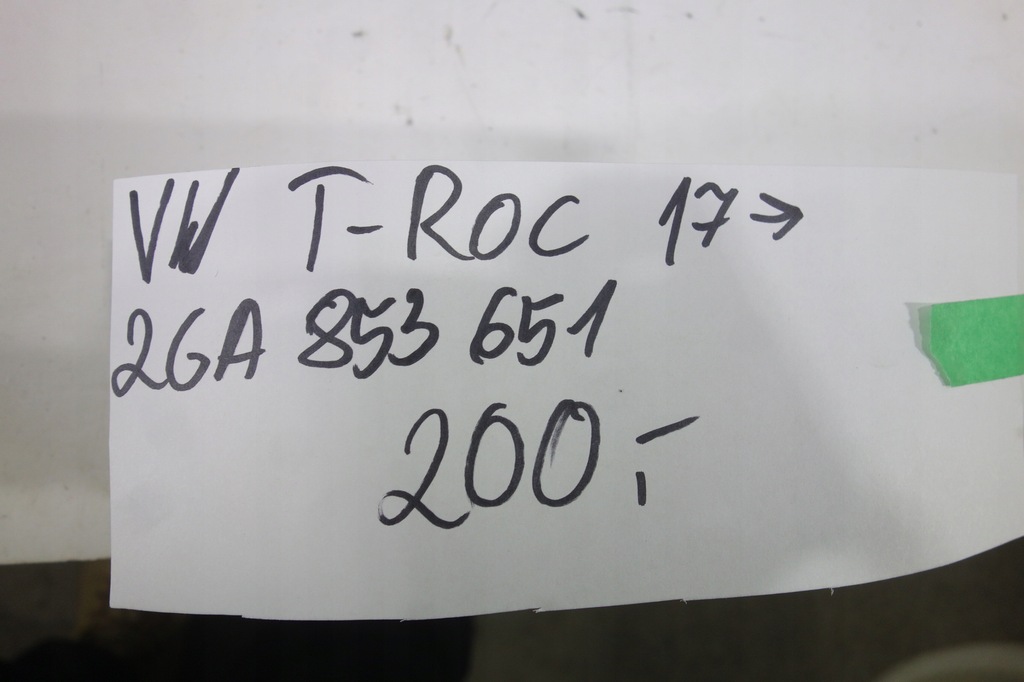 VW T-ROC 17→
2GA 853 651
200,-